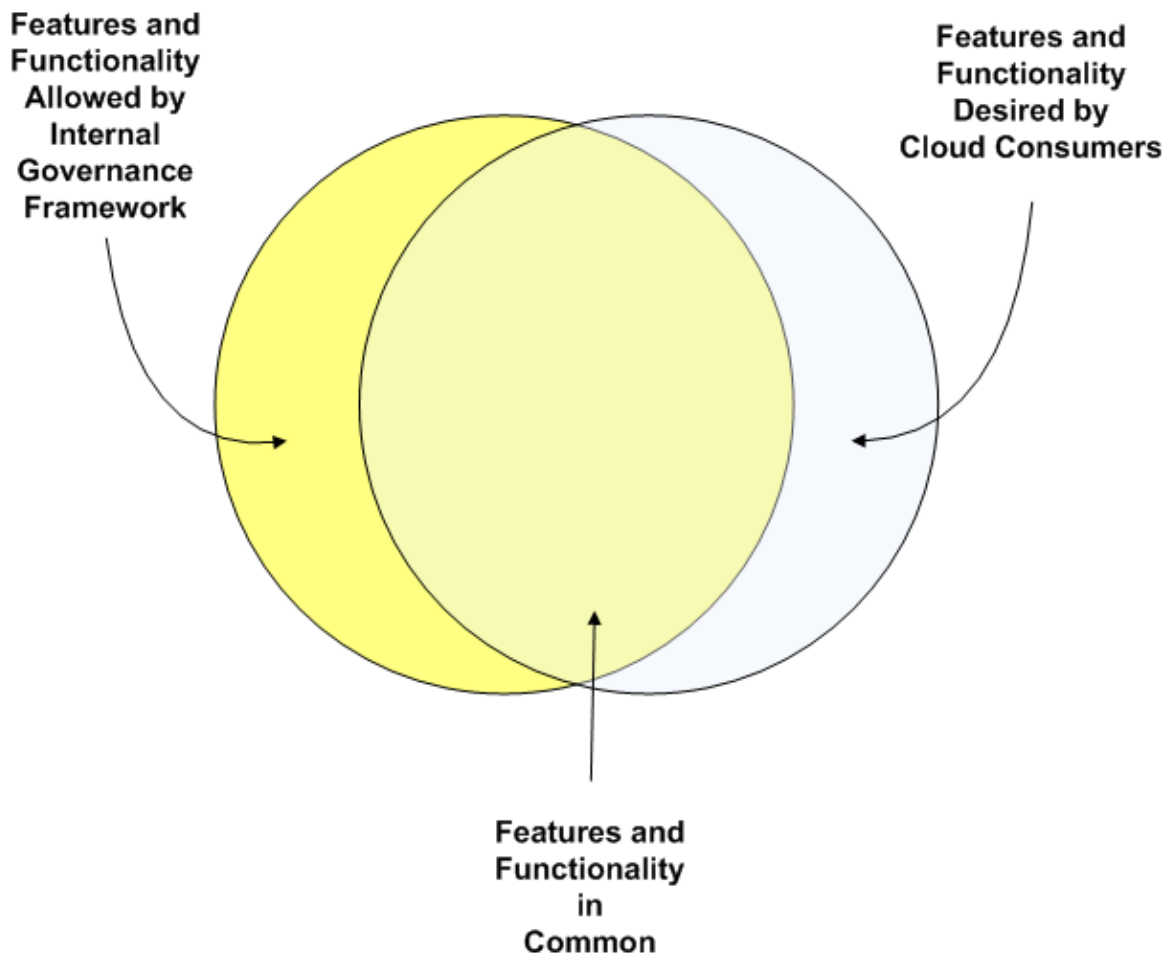 Features and
Functionality
Allowed by
Internal
Governance
Framework
Features and
Functionality
Desired by
Cloud Consumers
Features and
Functionality
in
Common